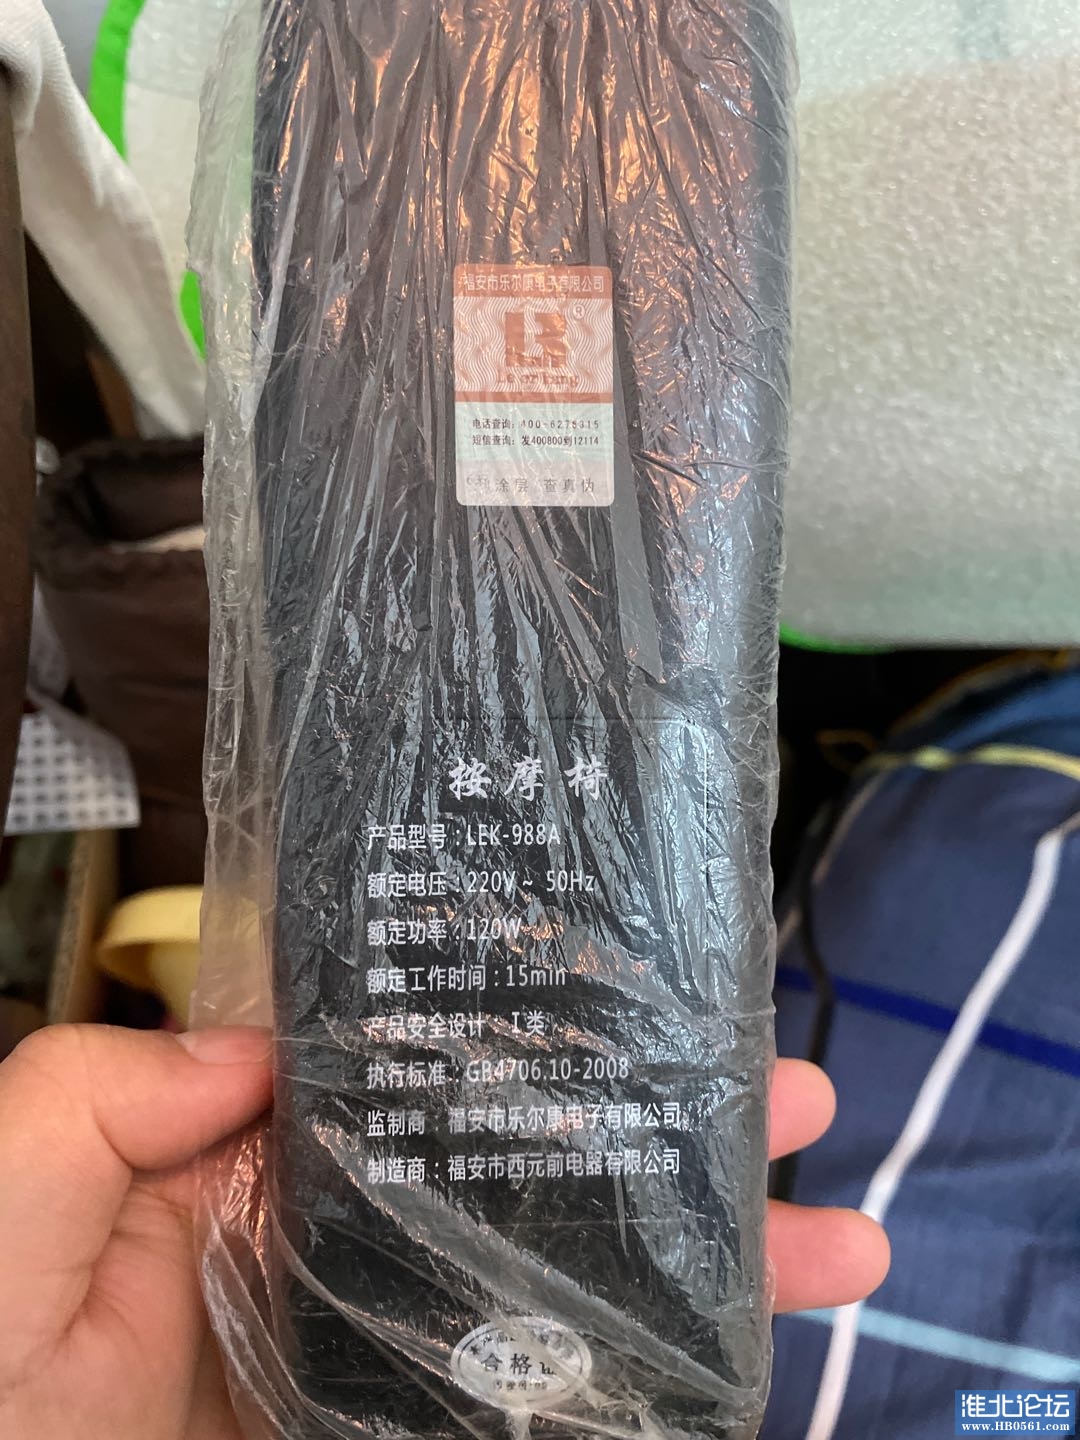 福安市乐尔康电子有限公司
®
电话查询：400-6276315
短信查询：发400800到12114
涂层 查真伪
按摩椅
产品型号：LEK-988A
额定电压：220V ~ 50Hz
额定功率：120W
额定工作时间：15min
产品安全设计：I类
执行标准：GB4706.10-2008
监制商：福安市乐尔康电子有限公司
制造商：福安市西元前电器有限公司
合格
淮北论坛
www.HB0561.com